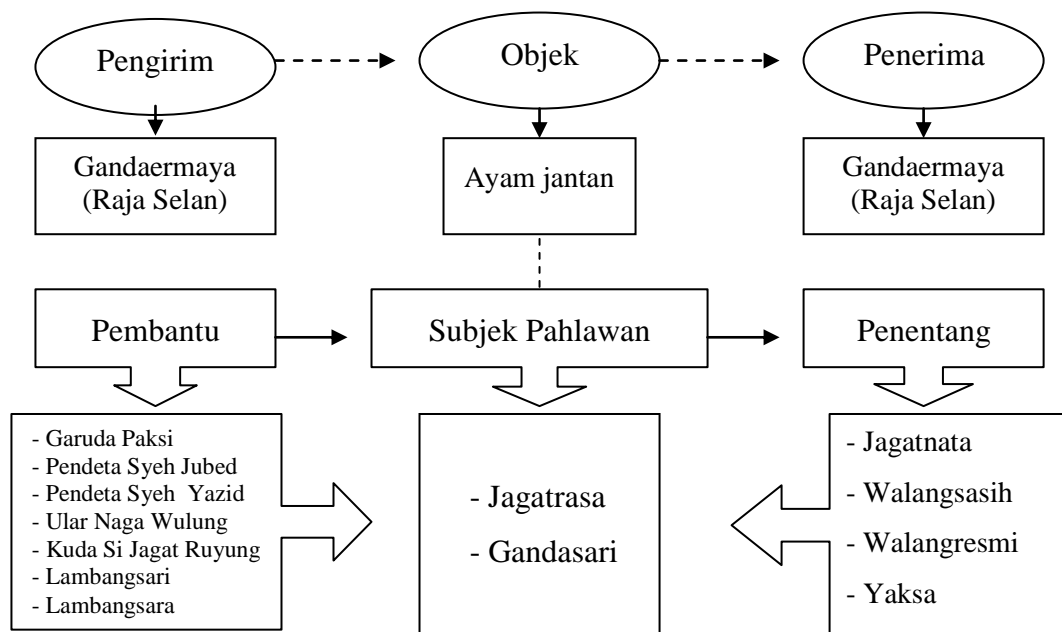 Pengirim
Objek
Penerima
Gandaermaya
(Raja Selan)
Ayam jantan
Gandaermaya
(Raja Selan)
Pembantu
Subjek Pahlawan
Penentang
- Garuda Paksi
- Pendeta Syeh Jubed
- Pendeta Syeh Yazid
- Ular Naga Wulung
- Kuda Si Jagat Ruyung
- Lambangsari
- Lambangsara
- Jagatrasa
- Gandasari
- Jagatnata
- Walangsasih
- Walangresmi
- Yaksa